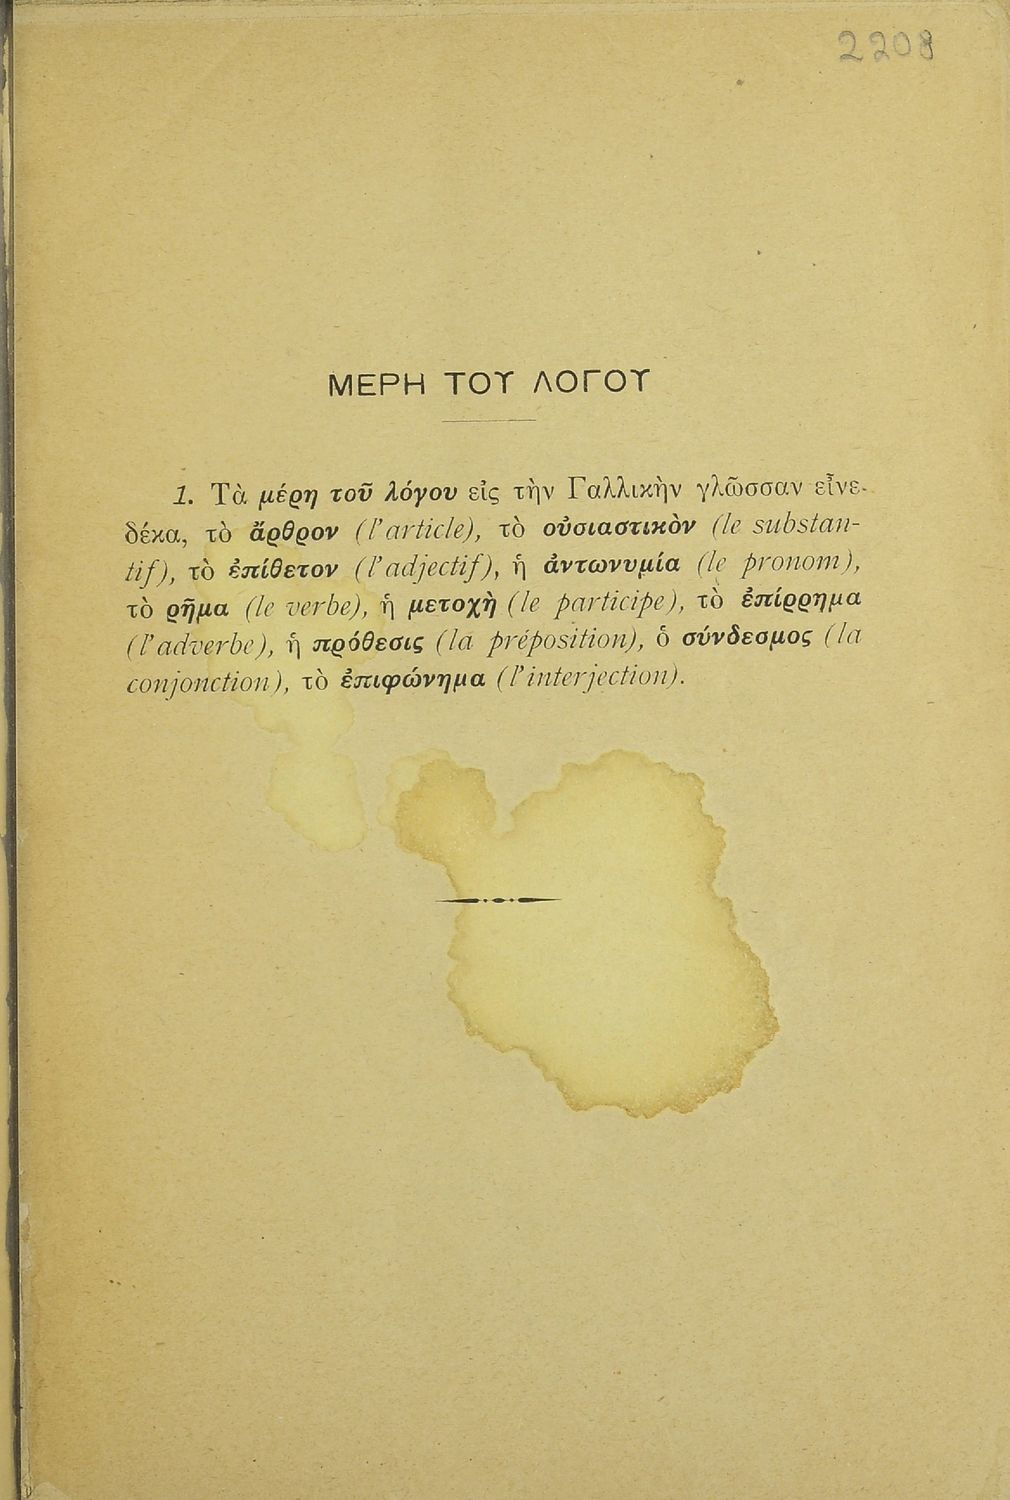 2208
ΜΕΡΗ ΤΟΥ ΛΟΓΟΥ
1. Τὰ μέρη τοῦ λόγου εἰς τὴν Γαλλικὴν γλῶσσαν εἶνε
δέκα, τὸ ἄρθρον (l'article), τὸ οὐσιαστικὸν (le substan-
tif), τὸ ἐπίθετον (l'adjectif), ἡ ἀντωνυμία (le pronom),
τὸ ρῆμα (le verbe), ἡ μετοχὴ (le participe), τὸ ἐπίρρημα
(l'adverbe), ἡ πρόθεσις (la préposition), ὁ σύνδεσμος (la
conjonction), τὸ ἐπιφώνημα (l'interjection).